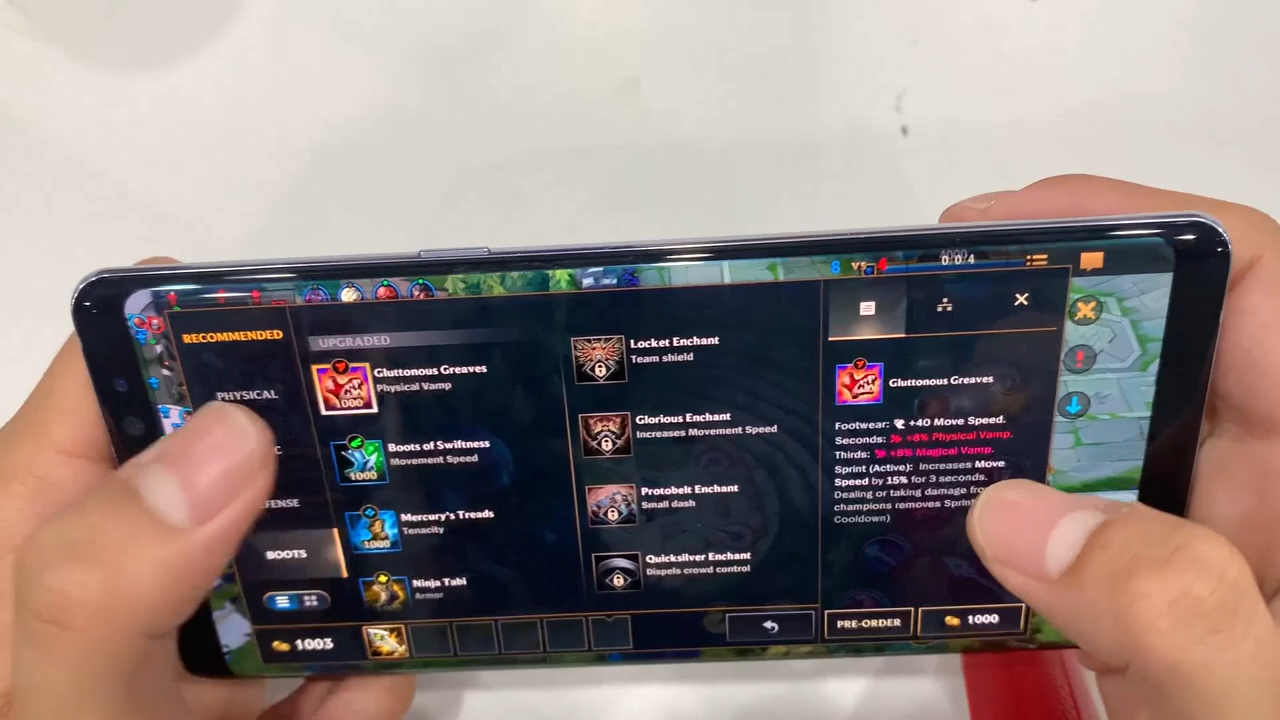 8 vs 4
RECOMMENDED
PHYSICAL
BOOTS
1003
UPGRADED
Gluttonous Greaves
Physical Vamp
1000
Boots of Swiftness
Movement Speed
1000
Mercury's Treads
Tenacity
1000
Ninja Tabi
Armor
Locket Enchant
Team shield
Glorious Enchant
Increases Movement Speed
Protobelt Enchant
Small dash
Quicksilver Enchant
Dispels crowd control
Gluttonous Greaves
Footwear: +40 Move Speed.
Seconds: +8% Physical Vamp.
Thirds: +8% Magical Vamp.
Sprint (Active): Increases Move
Speed by 15% for 3 seconds.
Dealing or taking damage
champions removes Sprint
Cooldown)
PRE-ORDER
1000